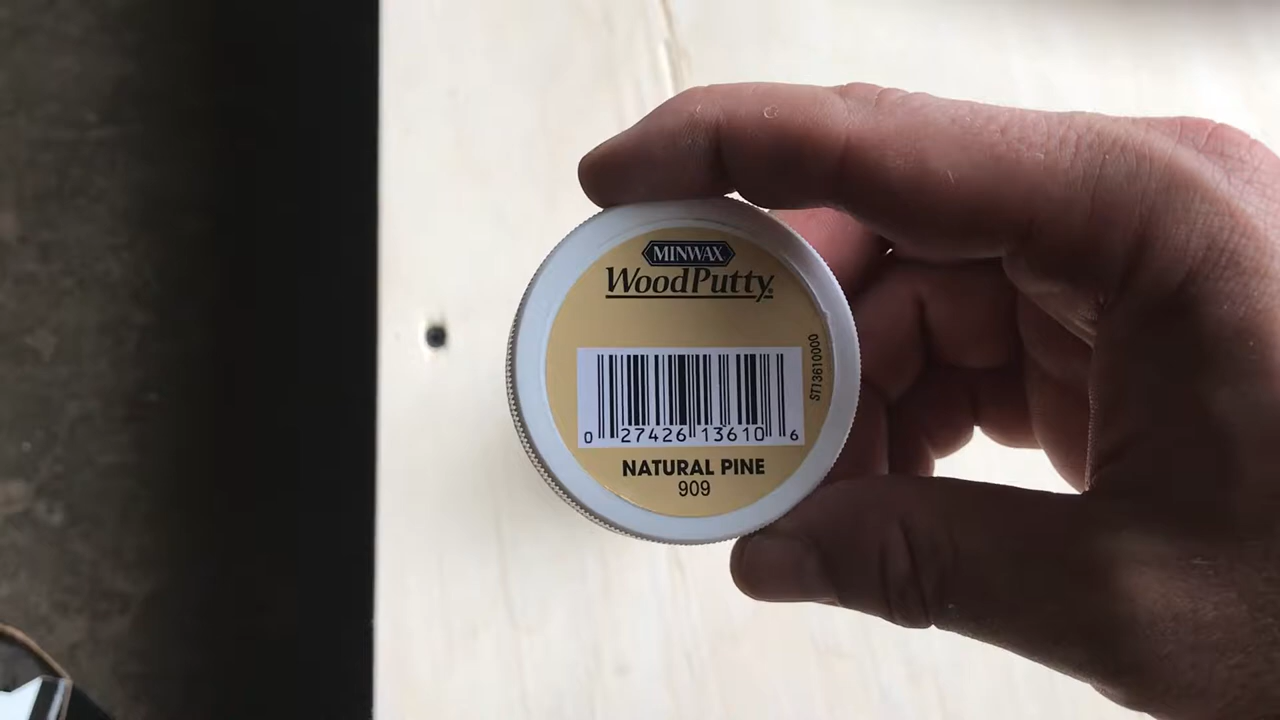 MINWAX
WoodPutty®
ST13610000
0 27426 13610 6
NATURAL PINE
909